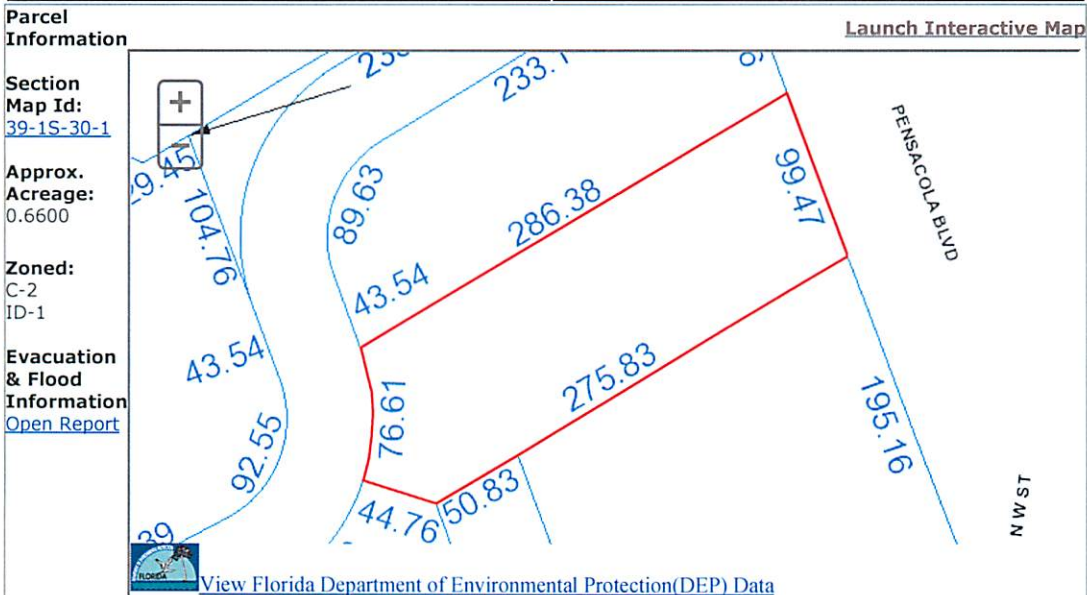 Parcel
Information
Launch Interactive Map
Section
Map Id:
39-1S-30-1
Approx.
Acreage:
0.6600
Zoned:
C-2
ID-1
Evacuation
& Flood
Information
Open Report
+
−
233.1
PENSACOLA BLVD
99.47
286.38
89.63
104.76
43.54
43.54
275.83
76.61
195.16
92.55
50.83
44.76
39
N W ST
FLORIDA
View Florida Department of Environmental Protection(DEP) Data